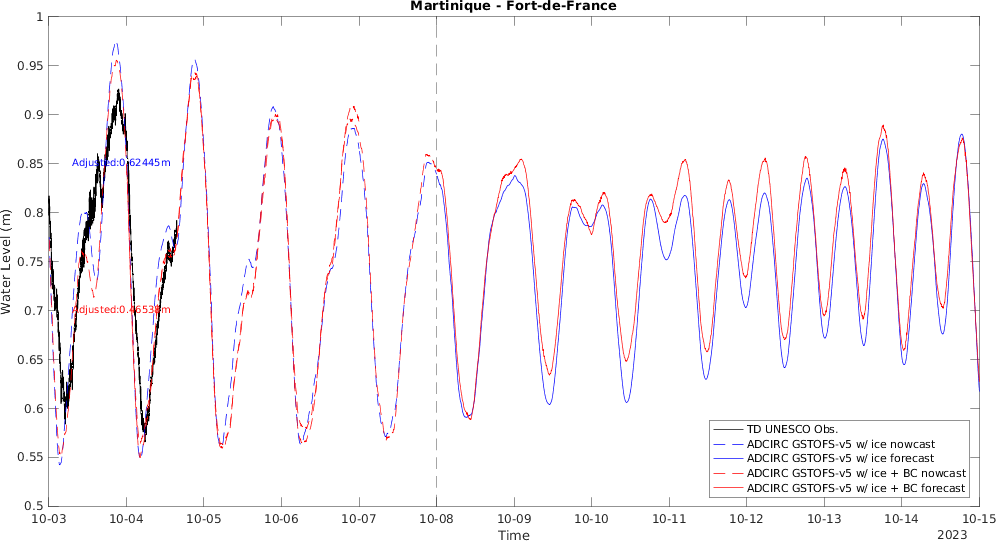 Martinique - Fort-de-France
Water Level (m)
1
0.95
0.9
0.85
0.8
0.75
0.7
0.65
0.6
0.55
0.5
Adjusted:0.62445m
TD UNESCO Obs.
ADCIRC GSTOFS-v5 w/ ice nowcast
ADCIRC GSTOFS-v5 w/ ice forecast
ADCIRC GSTOFS-v5 w/ ice + BC nowcast
ADCIRC GSTOFS-v5 w/ ice + BC forecast
10-03 10-04 10-05 10-06 10-07 10-08 10-09 10-10 10-11 10-12 10-13 10-14 10-15
Time
2023